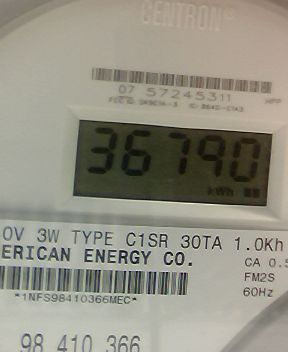 CENTRON®
07 57245311
36790
kWh
0V 3W TYPE C1SR 30TA 1.0Kh
ERICAN ENERGY CO.
CA 0.5
FM2S
*1NFS98410366MEC*
60Hz
98 410 366